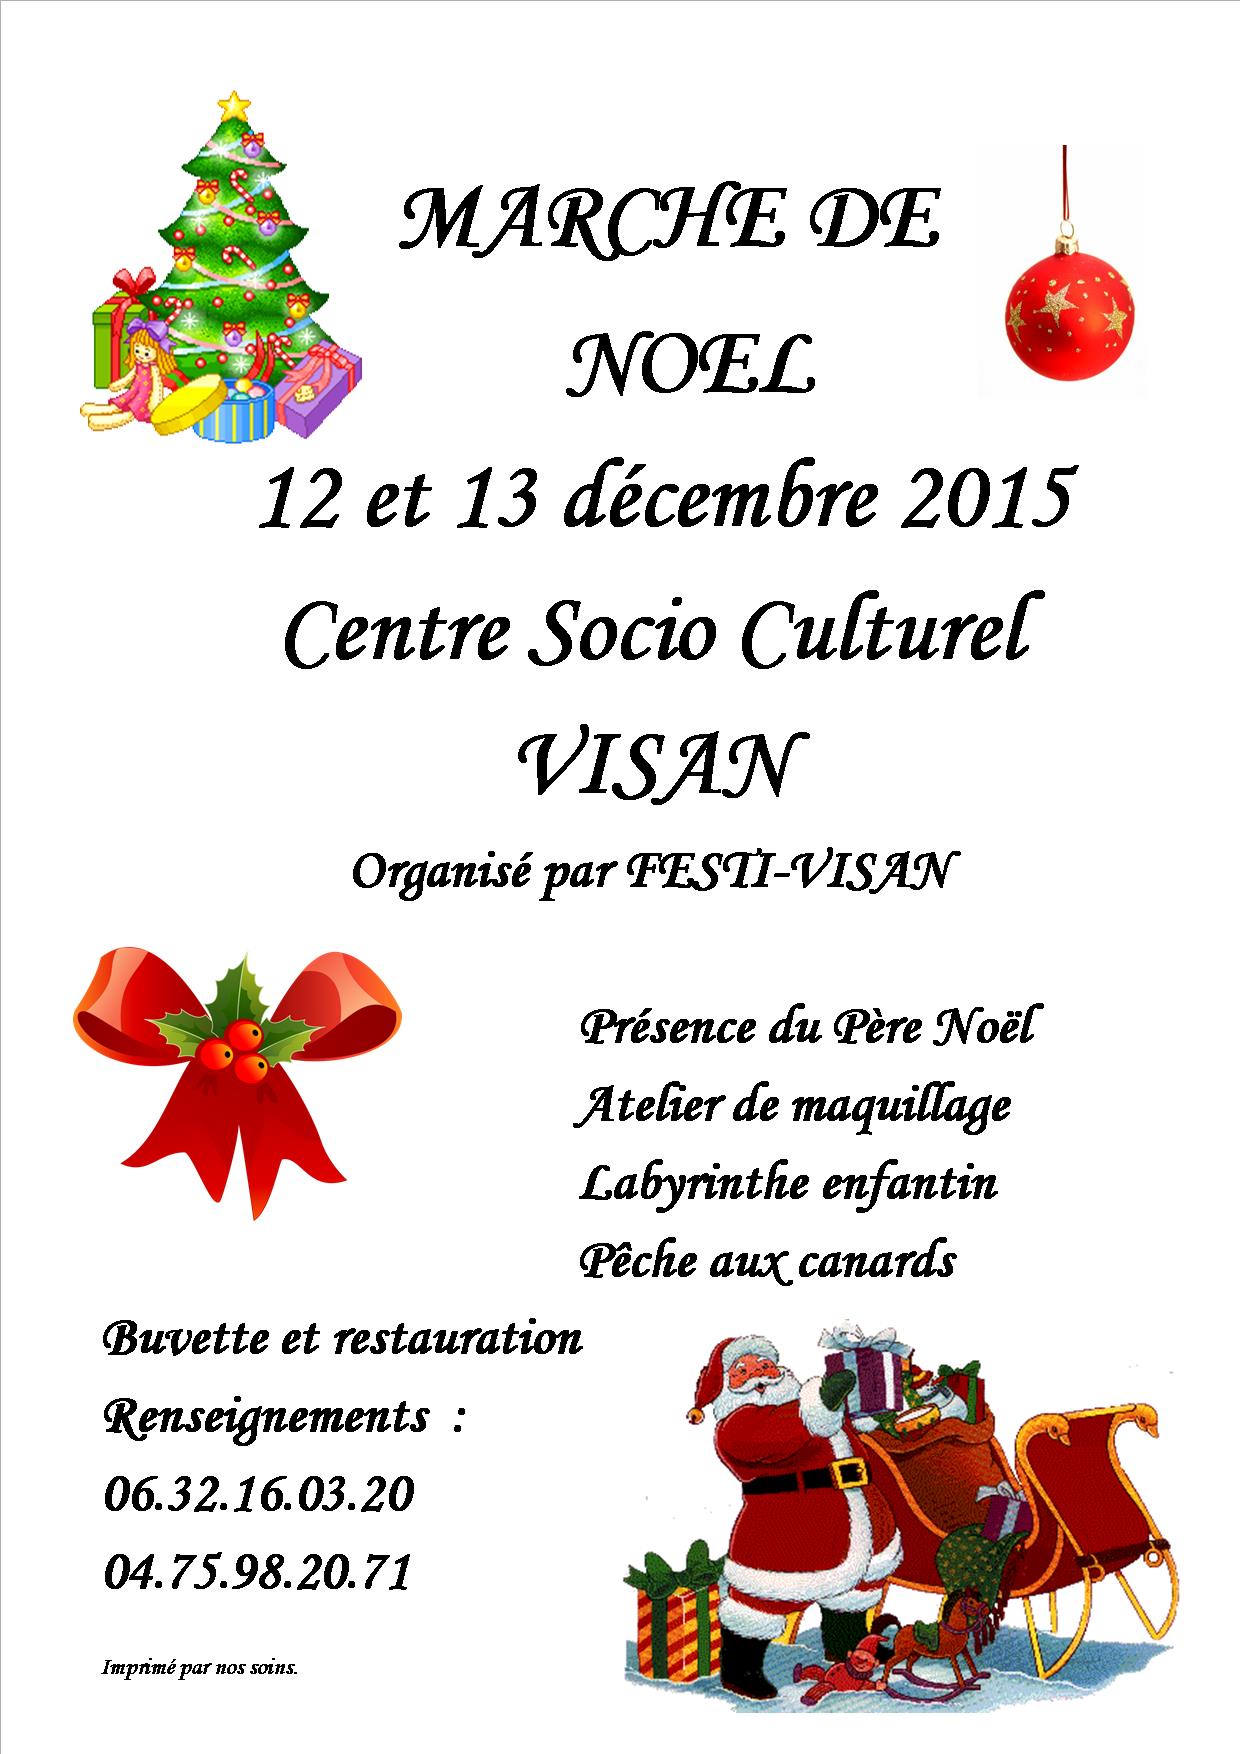 MARCHE DE
NOEL
12 et 13 décembre 2015
Centre Socio Culturel
VISAN
Organisé par FESTI-VISAN
Présence du Père Noël
Atelier de maquillage
Labyrinthe enfantin
Pêche aux canards
Buvette et restauration
Renseignements :
06.32.16.03.20
04.75.98.20.71
Imprimé par nos soins.